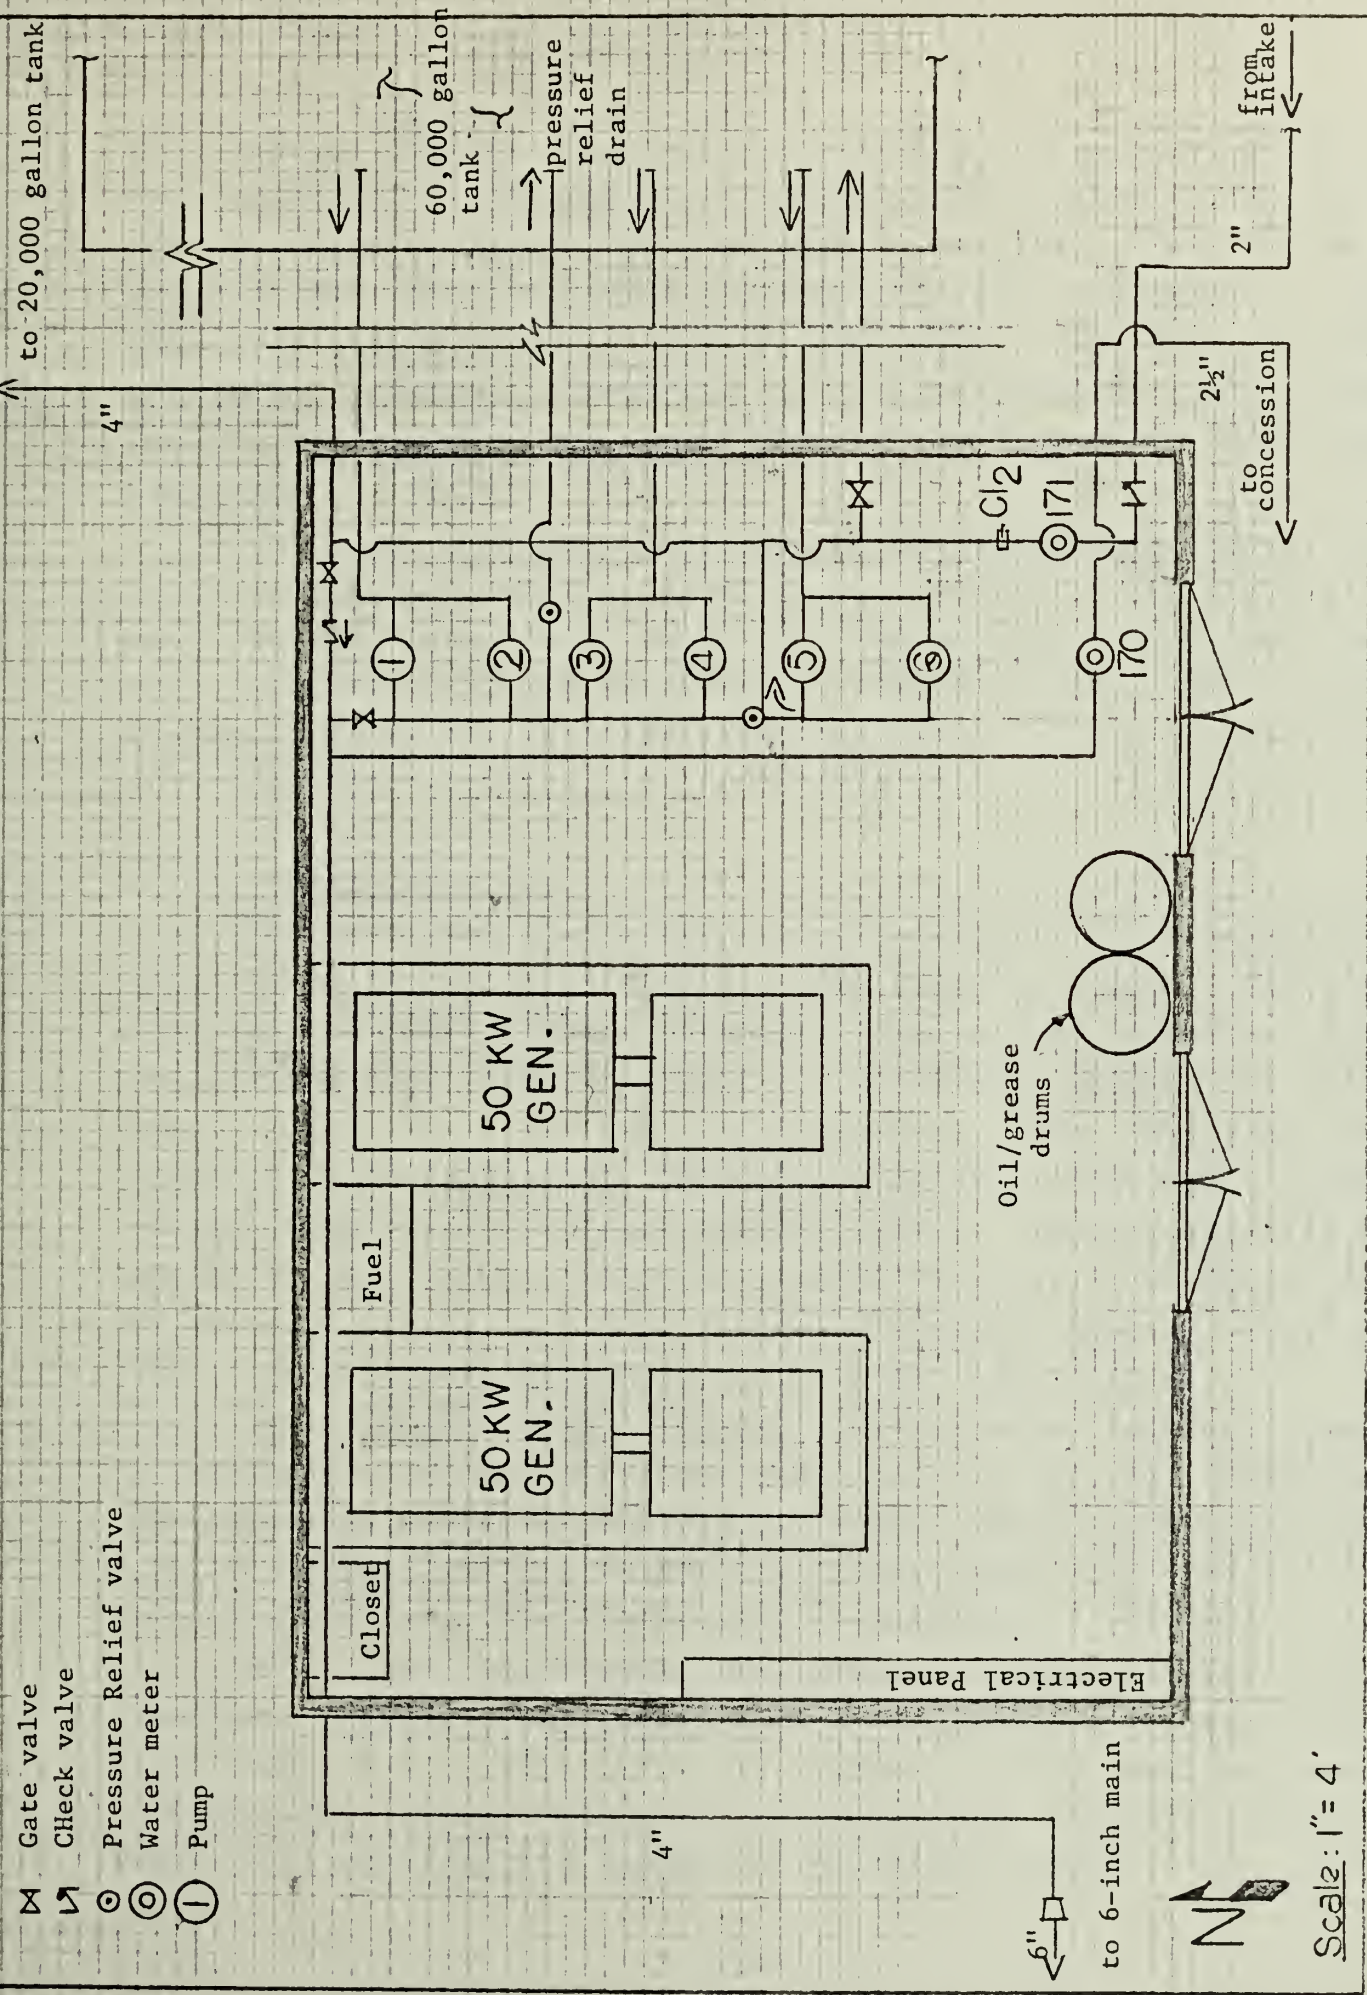 Gate valve
CHeck valve
Pressure Relief valve
Water meter
1 Pump
to 20,000 gallon tank
4"
60,000 gallon
tank
pressure
relief
drain
1
2
3
4
5
6
Cl2
171
170
from
intake
2"
2½"
to
concession
50 KW
GEN.
Fuel
50 KW
GEN.
Closet
Oil/grease
drums
Electrical Panel
4"
6"
to 6-inch main
N
Scale: 1"= 4'